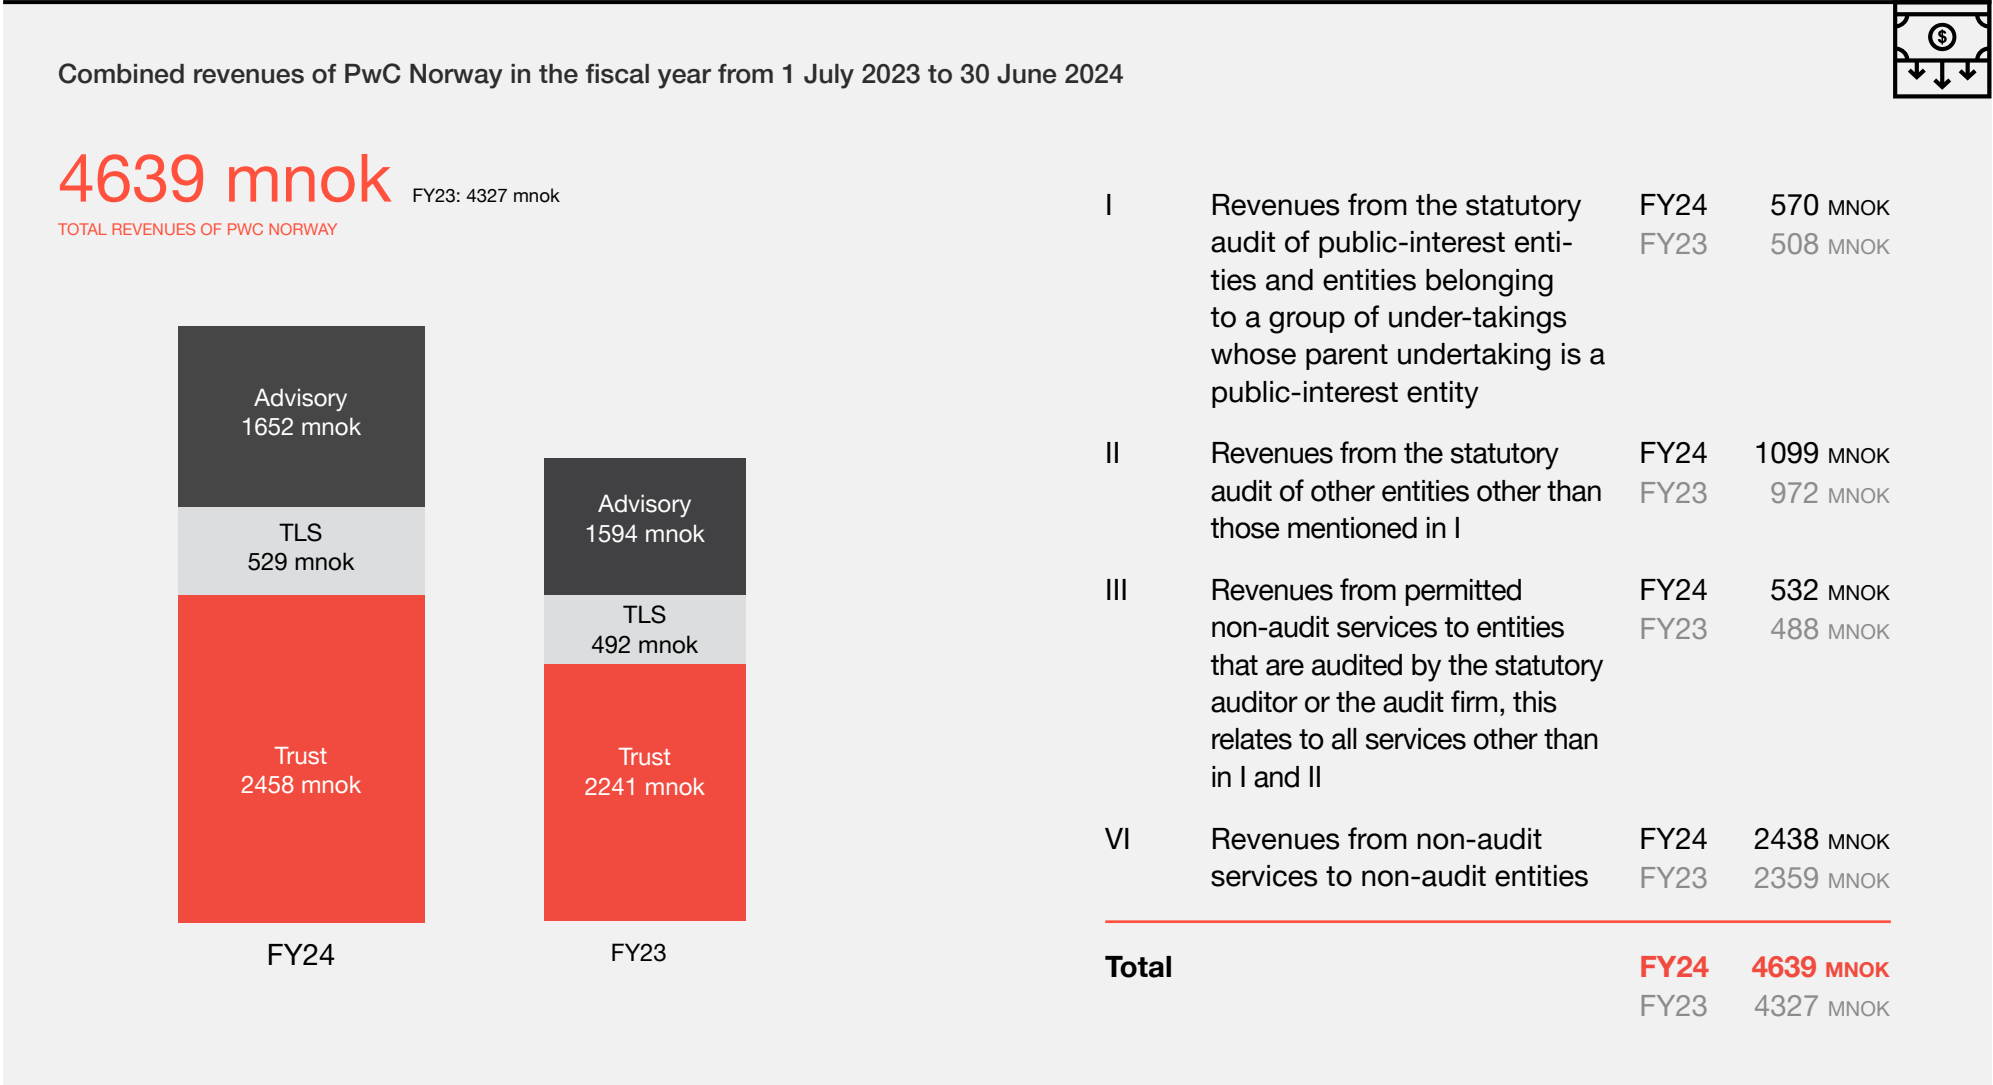 Combined revenues of PwC Norway in the fiscal year from 1 July 2023 to 30 June 2024
$
4639 mnok FY23: 4327 mnok
TOTAL REVENUES OF PWC NORWAY
Advisory
1652 mnok
TLS
529 mnok
Trust
2458 mnok
FY24
Advisory
1594 mnok
TLS
492 mnok
Trust
2241 mnok
FY23
I Revenues from the statutory FY24 570 MNOK
audit of public-interest enti- FY23 508 MNOK
ties and entities belonging
to a group of under-takings
whose parent undertaking is a
public-interest entity
II Revenues from the statutory FY24 1099 MNOK
audit of other entities other than FY23 972 MNOK
those mentioned in I
III Revenues from permitted FY24 532 MNOK
non-audit services to entities FY23 488 MNOK
that are audited by the statutory
auditor or the audit firm, this
relates to all services other than
in I and II
VI Revenues from non-audit FY24 2438 MNOK
services to non-audit entities FY23 2359 MNOK
Total FY24 4639 MNOK
FY23 4327 MNOK